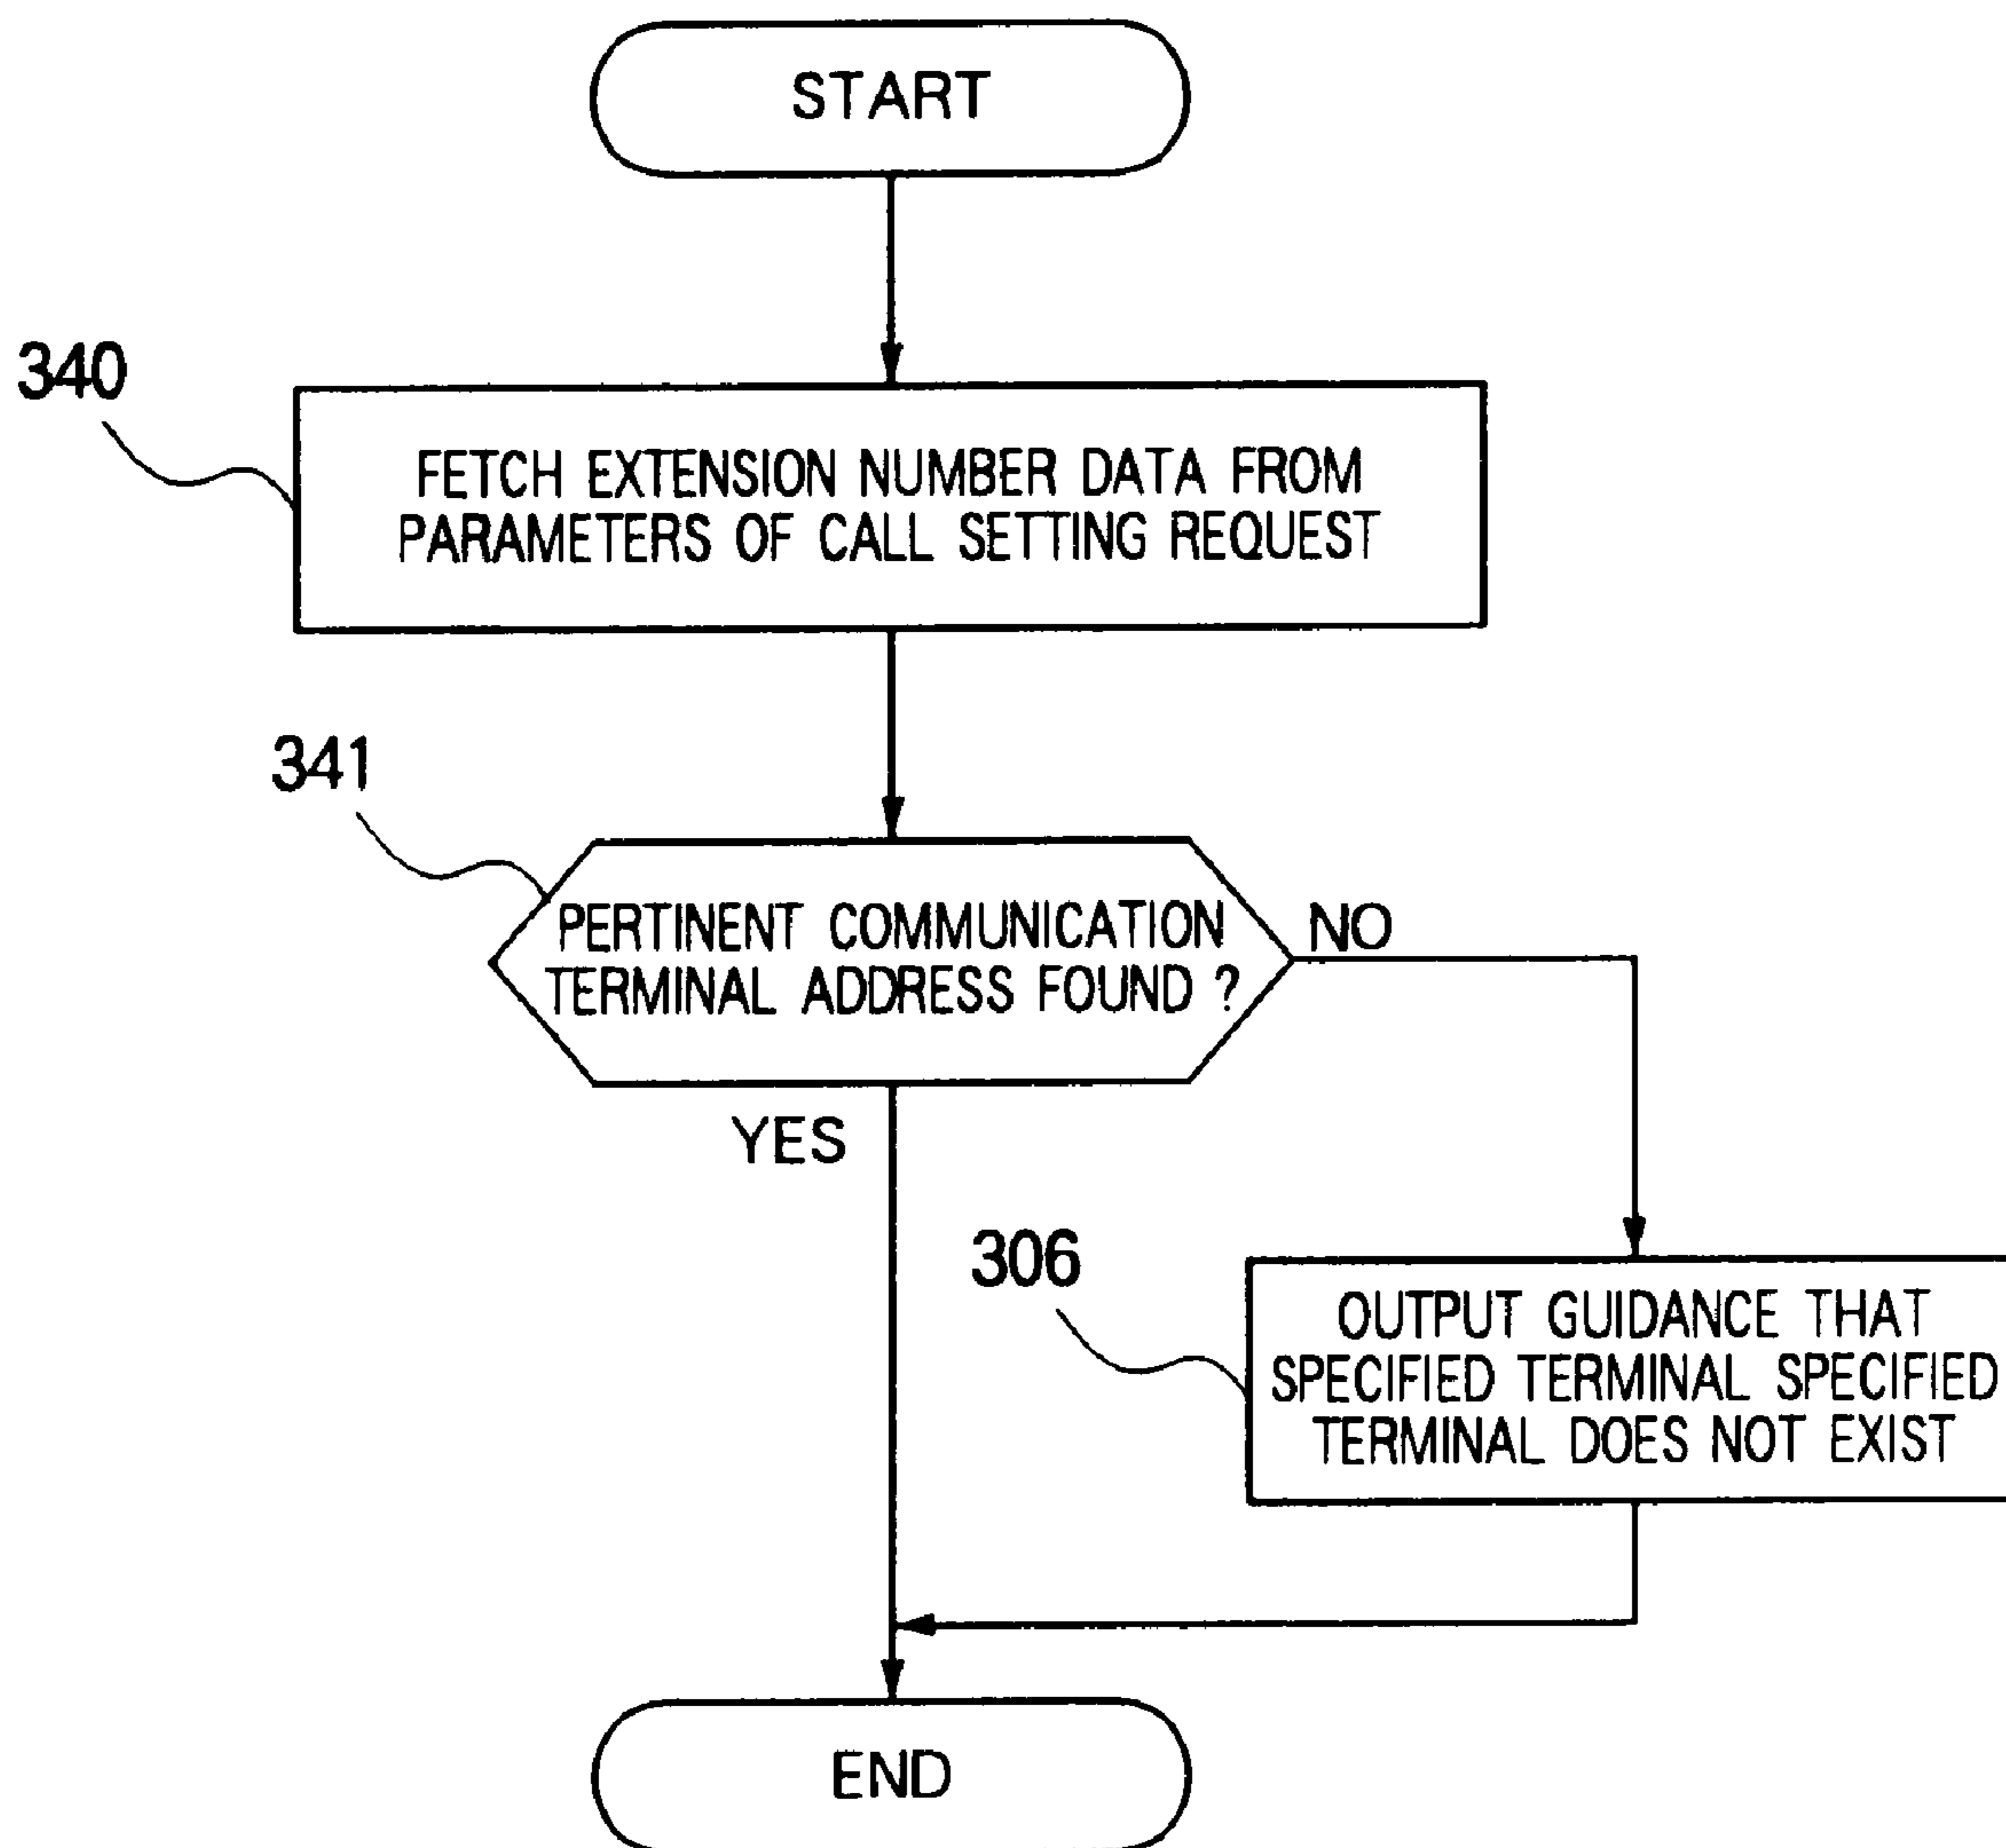 START
340
FETCH EXTENSION NUMBER DATA FROM
PARAMETERS OF CALL SETTING REQUEST
341
PERTINENT COMMUNICATION
TERMINAL ADDRESS FOUND ?
NO
YES
306
OUTPUT GUIDANCE THAT
SPECIFIED TERMINAL SPECIFIED
TERMINAL DOES NOT EXIST
END